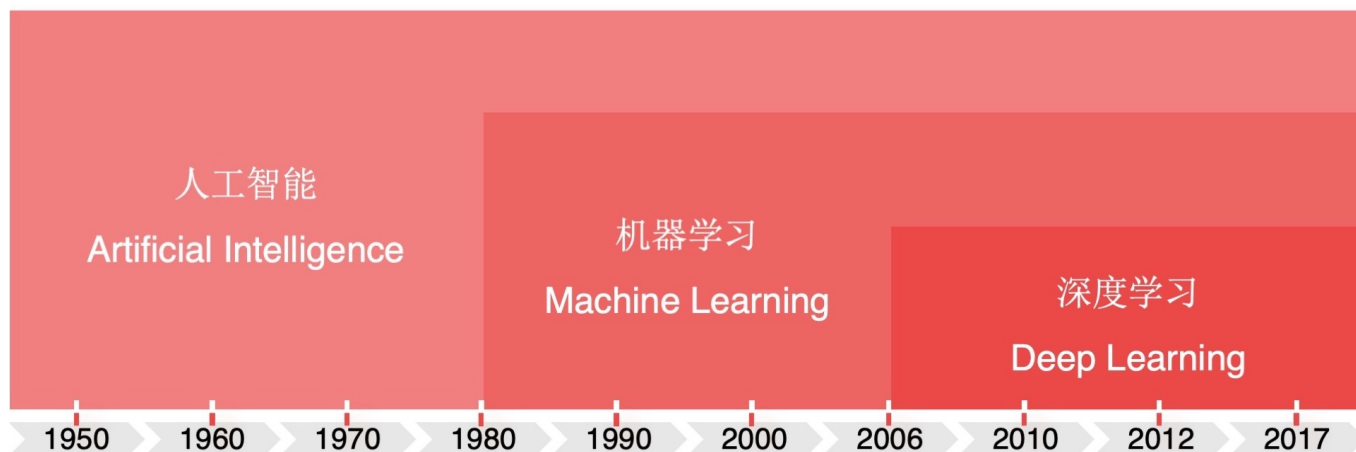 人工智能
Artificial Intelligence
机器学习
Machine Learning
深度学习
Deep Learning
1950 1960 1970 1980 1990 2000 2006 2010 2012 2017